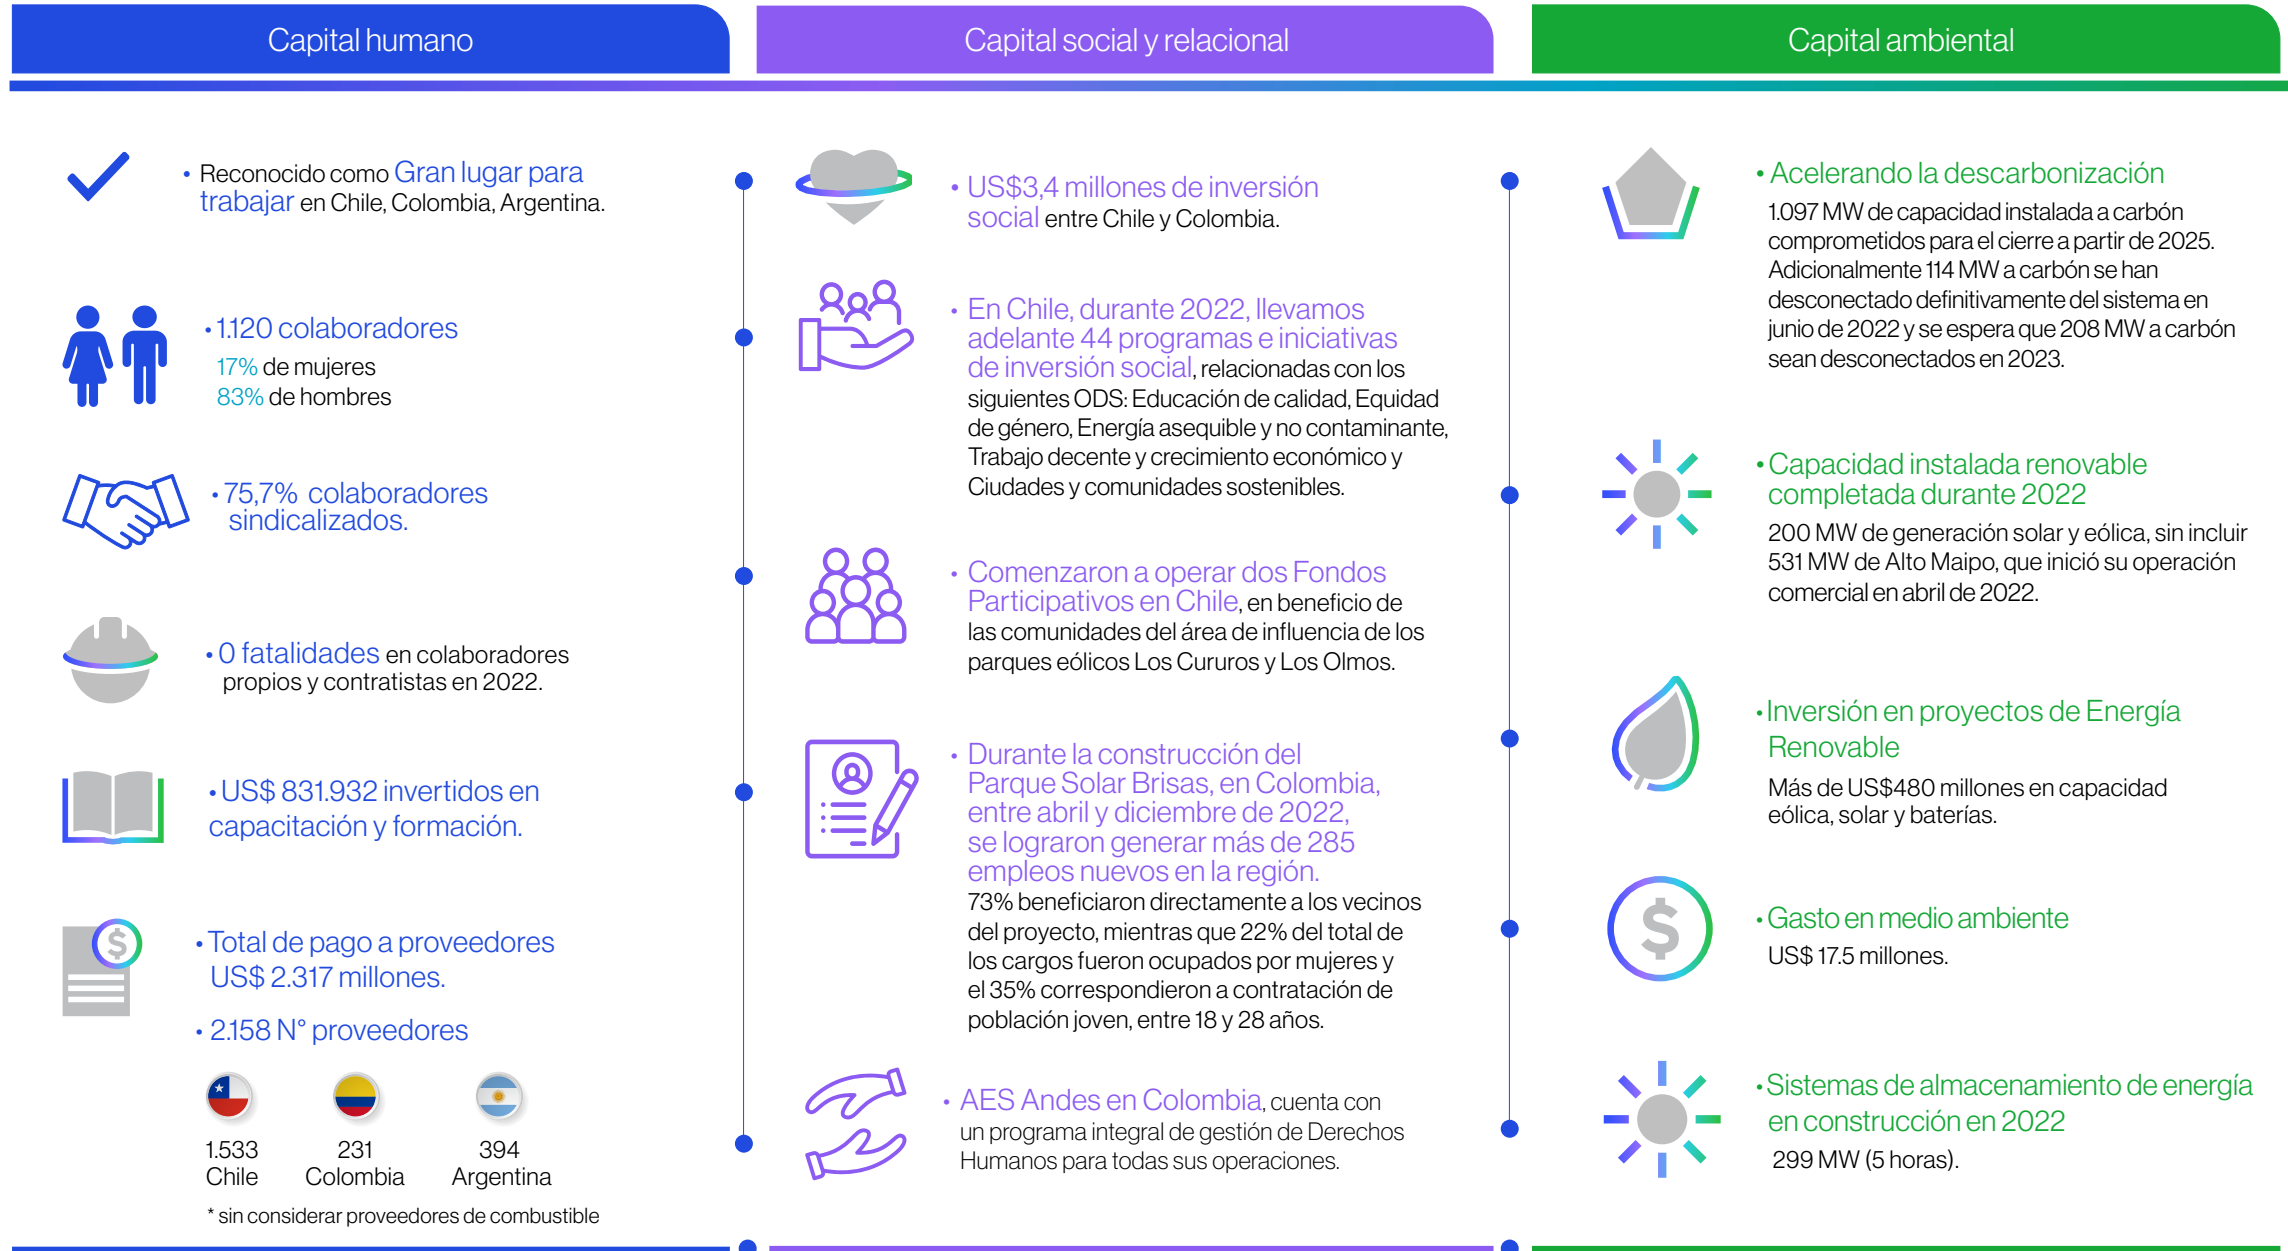 Capital humano
• Reconocido como Gran lugar para
trabajar en Chile, Colombia, Argentina.
• 1.120 colaboradores
17% de mujeres
83% de hombres
• 75,7% colaboradores
sindicalizados.
• 0 fatalidades en colaboradores
propios y contratistas en 2022.
• US$ 831.932 invertidos en
capacitación y formación.
$
• Total de pago a proveedores
US$ 2.317 millones.
• 2.158 N° proveedores
1.533
Chile
231
Colombia
394
Argentina
* sin considerar proveedores de combustible
Capital social y relacional
• US$3,4 millones de inversión
social entre Chile y Colombia.
• En Chile, durante 2022, llevamos
adelante 44 programas e iniciativas
de inversión social, relacionadas con los
siguientes ODS: Educación de calidad, Equidad
de género, Energía asequible y no contaminante,
Trabajo decente y crecimiento económico y
Ciudades y comunidades sostenibles.
• Comenzaron a operar dos Fondos
Participativos en Chile, en beneficio de
las comunidades del área de influencia de los
parques eólicos Los Cururos y Los Olmos.
• Durante la construcción del
Parque Solar Brisas, en Colombia,
entre abril y diciembre de 2022,
se lograron generar más de 285
empleos nuevos en la región.
73% beneficiaron directamente a los vecinos
del proyecto, mientras que 22% del total de
los cargos fueron ocupados por mujeres y
el 35% correspondieron a contratación de
población joven, entre 18 y 28 años.
• AES Andes en Colombia, cuenta con
un programa integral de gestión de Derechos
Humanos para todas sus operaciones.
Capital ambiental
• Acelerando la descarbonización
1.097 MW de capacidad instalada a carbón
comprometidos para el cierre a partir de 2025.
Adicionalmente 114 MW a carbón se han
desconectado definitivamente del sistema en
junio de 2022 y se espera que 208 MW a carbón
sean desconectados en 2023.
• Capacidad instalada renovable
completada durante 2022
200 MW de generación solar y eólica, sin incluir
531 MW de Alto Maipo, que inició su operación
comercial en abril de 2022.
• Inversión en proyectos de Energía
Renovable
Más de US$480 millones en capacidad
eólica, solar y baterías.
$
• Gasto en medio ambiente
US$ 17.5 millones.
• Sistemas de almacenamiento de energía
en construcción en 2022
299 MW (5 horas).